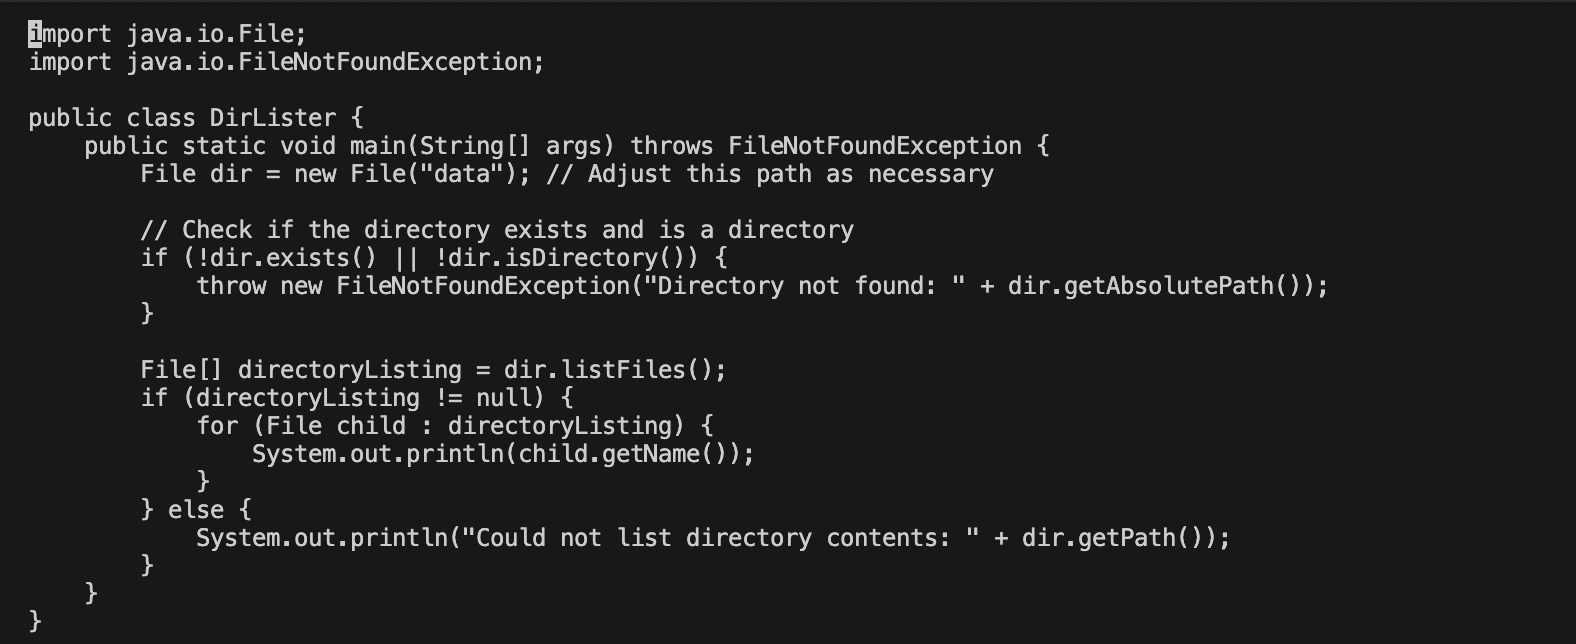 import java.io.File;
import java.io.FileNotFoundException;

public class DirLister {
    public static void main(String[] args) throws FileNotFoundException {
        File dir = new File("data"); // Adjust this path as necessary

        // Check if the directory exists and is a directory
        if (!dir.exists() || !dir.isDirectory()) {
            throw new FileNotFoundException("Directory not found: " + dir.getAbsolutePath());
        }

        File[] directoryListing = dir.listFiles();
        if (directoryListing != null) {
            for (File child : directoryListing) {
                System.out.println(child.getName());
            }
        } else {
            System.out.println("Could not list directory contents: " + dir.getPath());
        }
    }
}